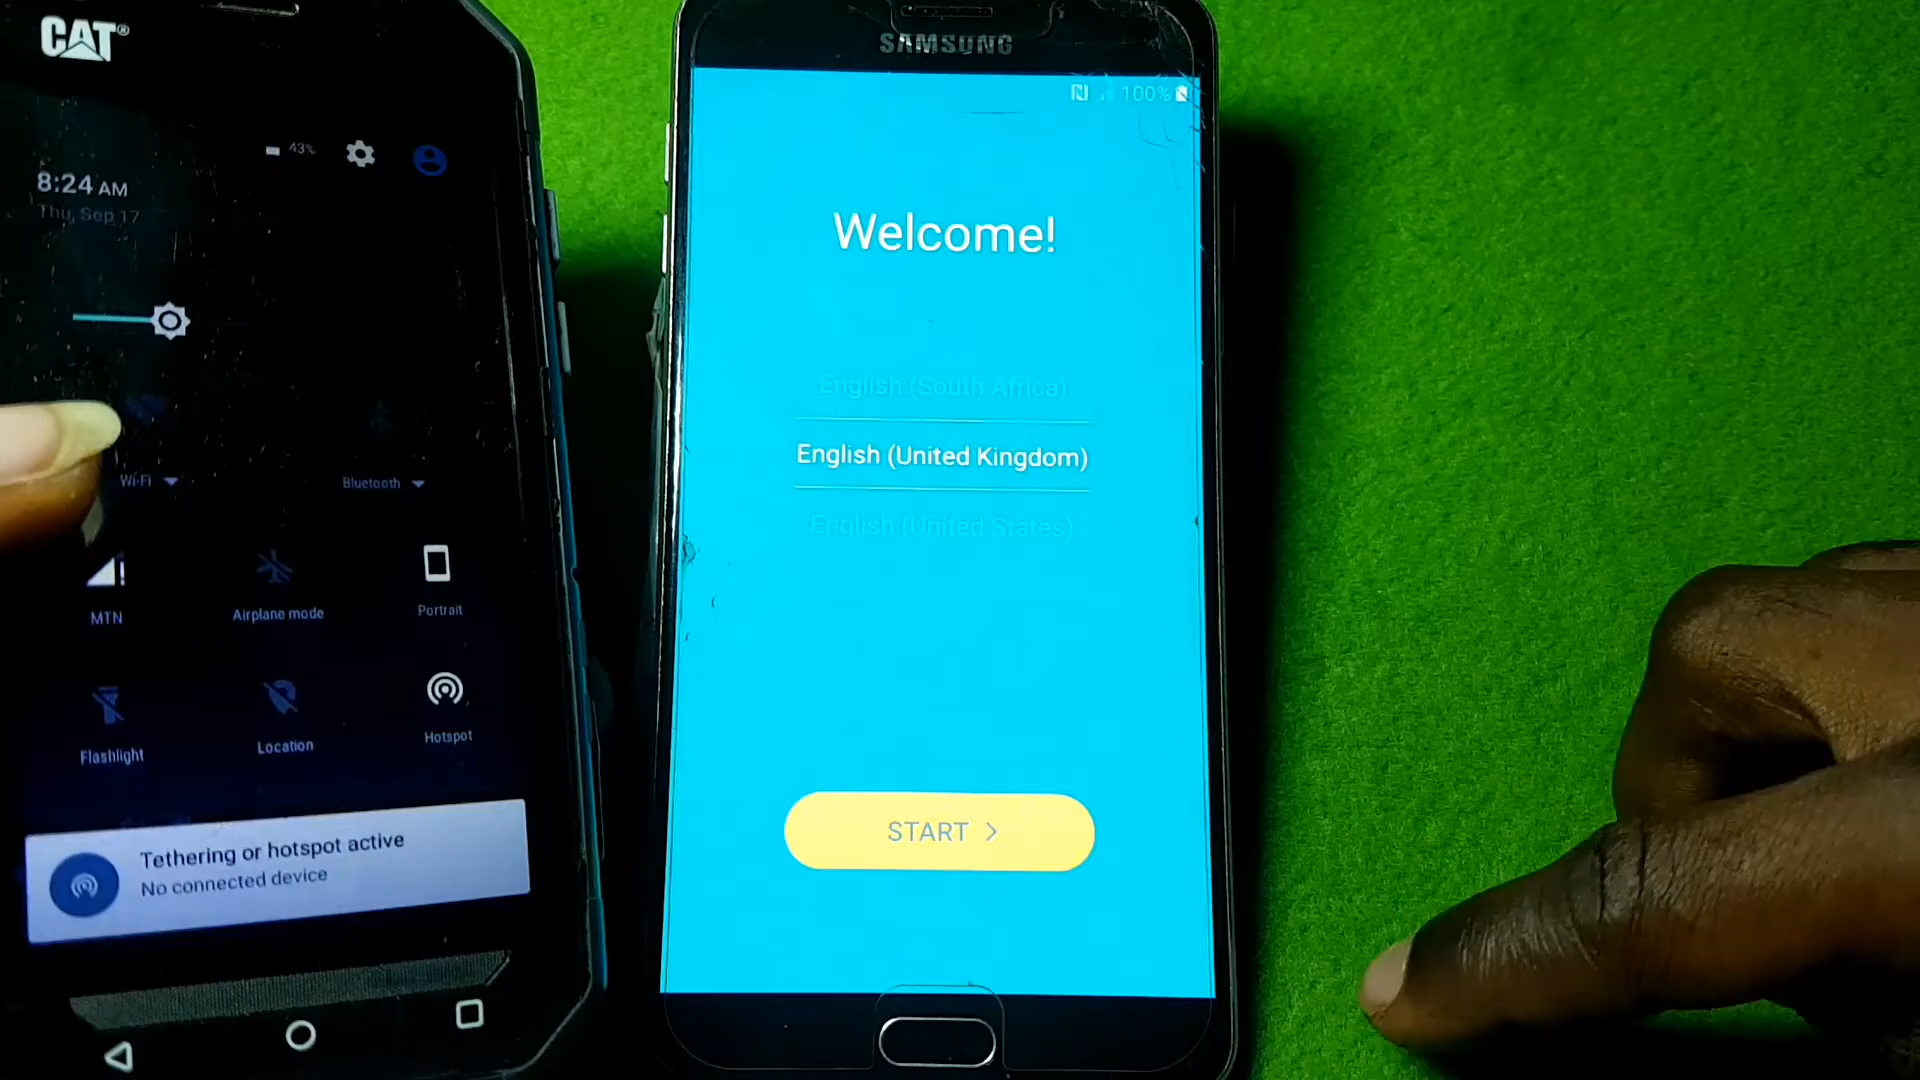 CAT®
43%
8:24 AM
Thu, Sep 17
Wi-Fi
Bluetooth
MTN
Airplane mode
Portrait
Flashlight
Location
Hotspot
Tethering or hotspot active
No connected device
SAMSUNG
100%
Welcome!
English (South Africa)
English (United Kingdom)
English (United States)
START >